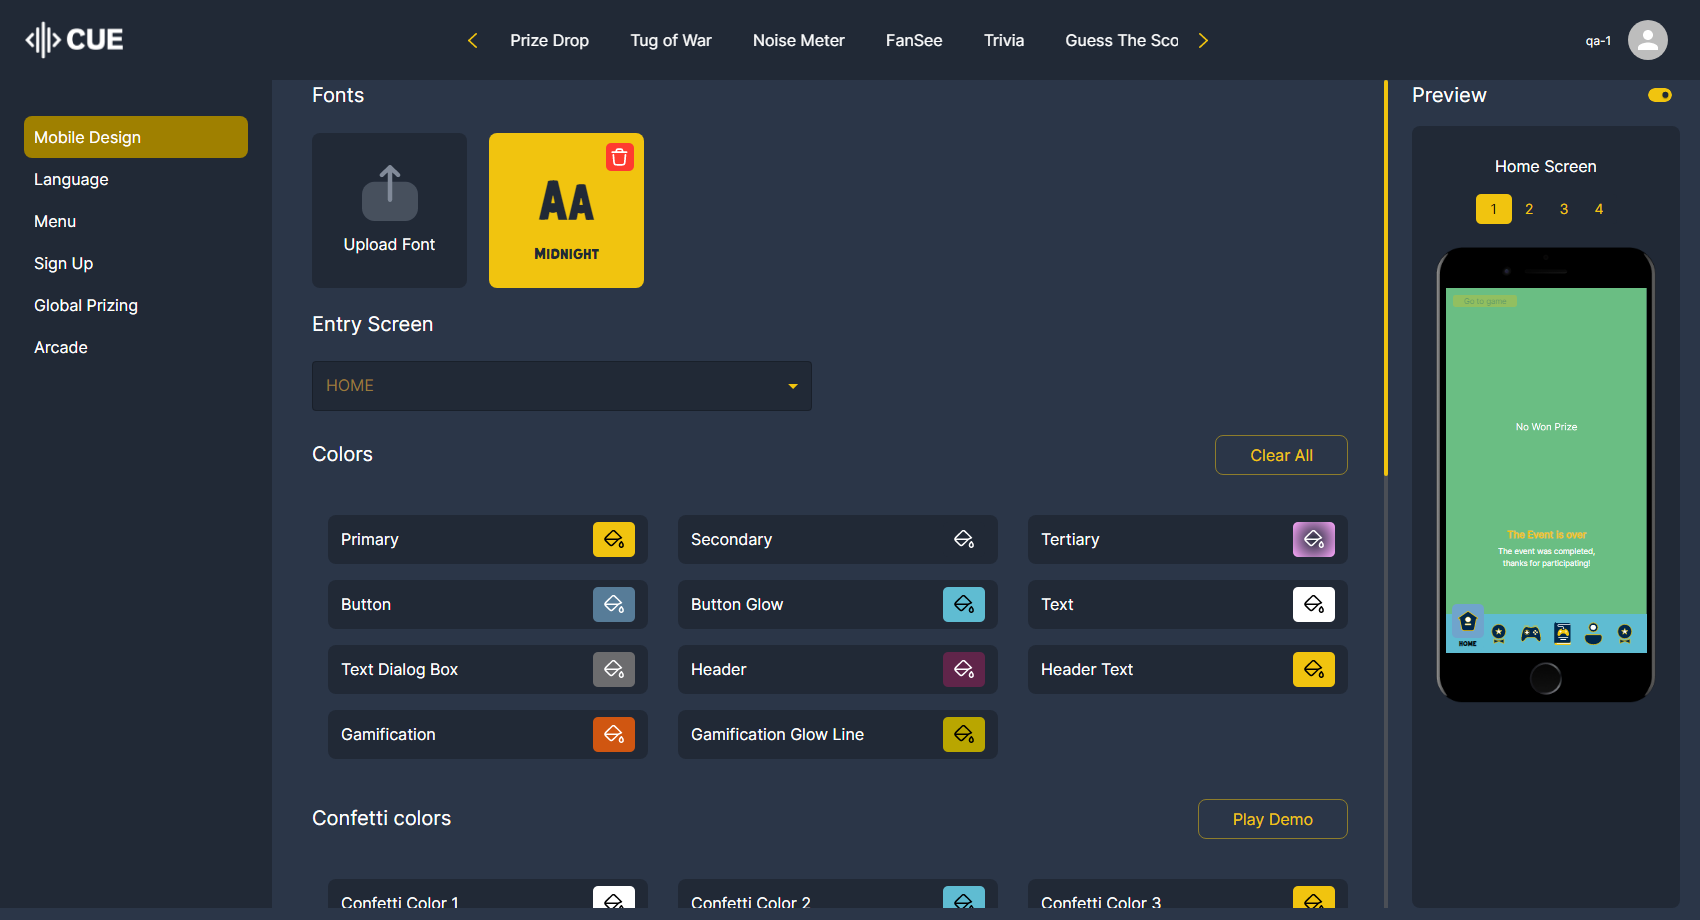 CUE
Prize Drop
Tug of War
Noise Meter
FanSee
Trivia
Guess The Sco
qa-1
Mobile Design
Language
Menu
Sign Up
Global Prizing
Arcade
Fonts
Upload Font
AA
MIDNIGHT
Entry Screen
HOME
Colors
Clear All
Primary
Secondary
Tertiary
Button
Button Glow
Text
Text Dialog Box
Header
Header Text
Gamification
Gamification Glow Line
Confetti colors
Play Demo
Confetti Color 1
Confetti Color 2
Confetti Color 3
Preview
Home Screen
1 2 3 4
Go to game
No Won Prize
The Event is over
The event was completed,
thanks for participating!
HOME